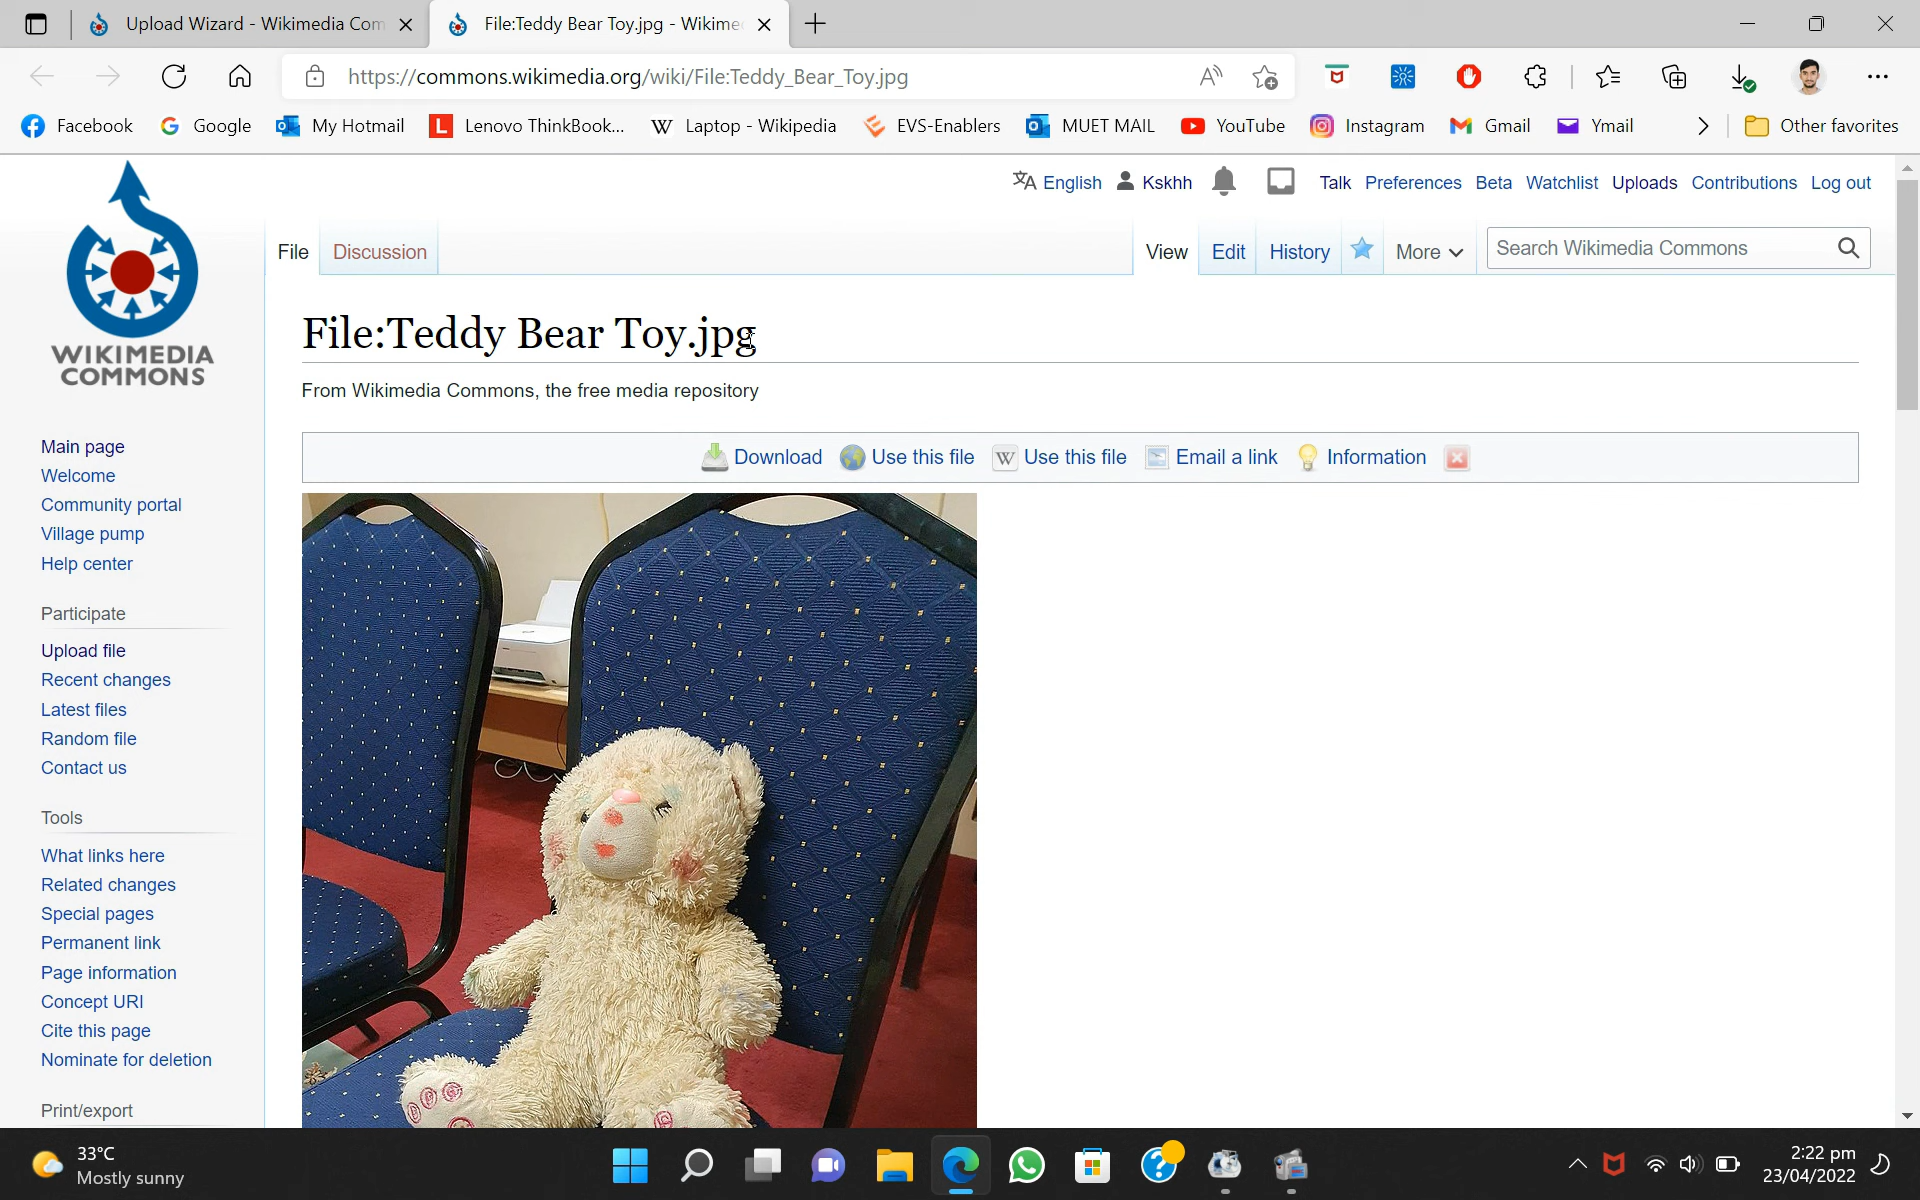 Upload Wizard - Wikimedia Com
File:Teddy Bear Toy.jpg - Wikime
https://commons.wikimedia.org/wiki/File:Teddy_Bear_Toy.jpg
Facebook Google My Hotmail Lenovo ThinkBook... Laptop - Wikipedia EVS-Enablers MUET MAIL YouTube Instagram Gmail Ymail Other favorites
English Kskhh Talk Preferences Beta Watchlist Uploads Contributions Log out
File Discussion View Edit History More Search Wikimedia Commons
WIKIMEDIA
COMMONS
File:Teddy Bear Toy.jpg
From Wikimedia Commons, the free media repository
Download Use this file Use this file Email a link Information
Main page
Welcome
Community portal
Village pump
Help center
Participate
Upload file
Recent changes
Latest files
Random file
Contact us
Tools
What links here
Related changes
Special pages
Permanent link
Page information
Concept URI
Cite this page
Nominate for deletion
Print/export
33°C
Mostly sunny
2:22 pm
23/04/2022